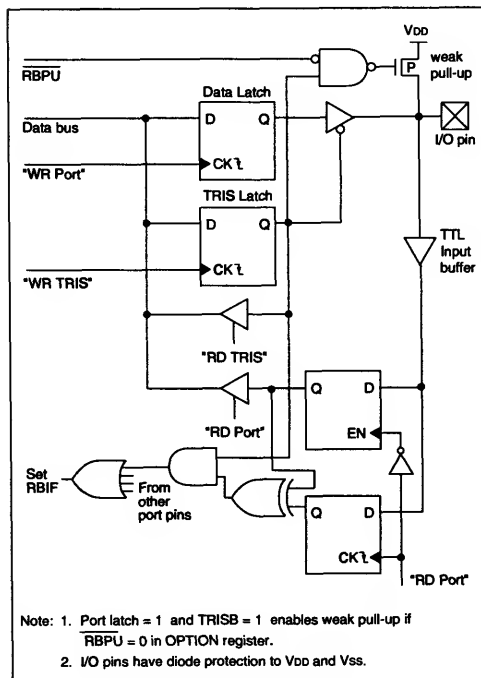 VDD
RBPU
P
weak
pull-up
Data Latch
Data bus
D
Q
I/O pin
"WR Port"
CK
TRIS Latch
D
Q
TTL
Input
buffer
"WR TRIS"
CK
"RD TRIS"
Q
D
"RD Port"
EN
Set
RBIF
From
other
port pins
Q
D
CK
"RD Port"
Note: 1. Port latch = 1 and TRISB = 1 enables weak pull-up if
RBPU = 0 in OPTION register.
2. I/O pins have diode protection to VDD and VSS.